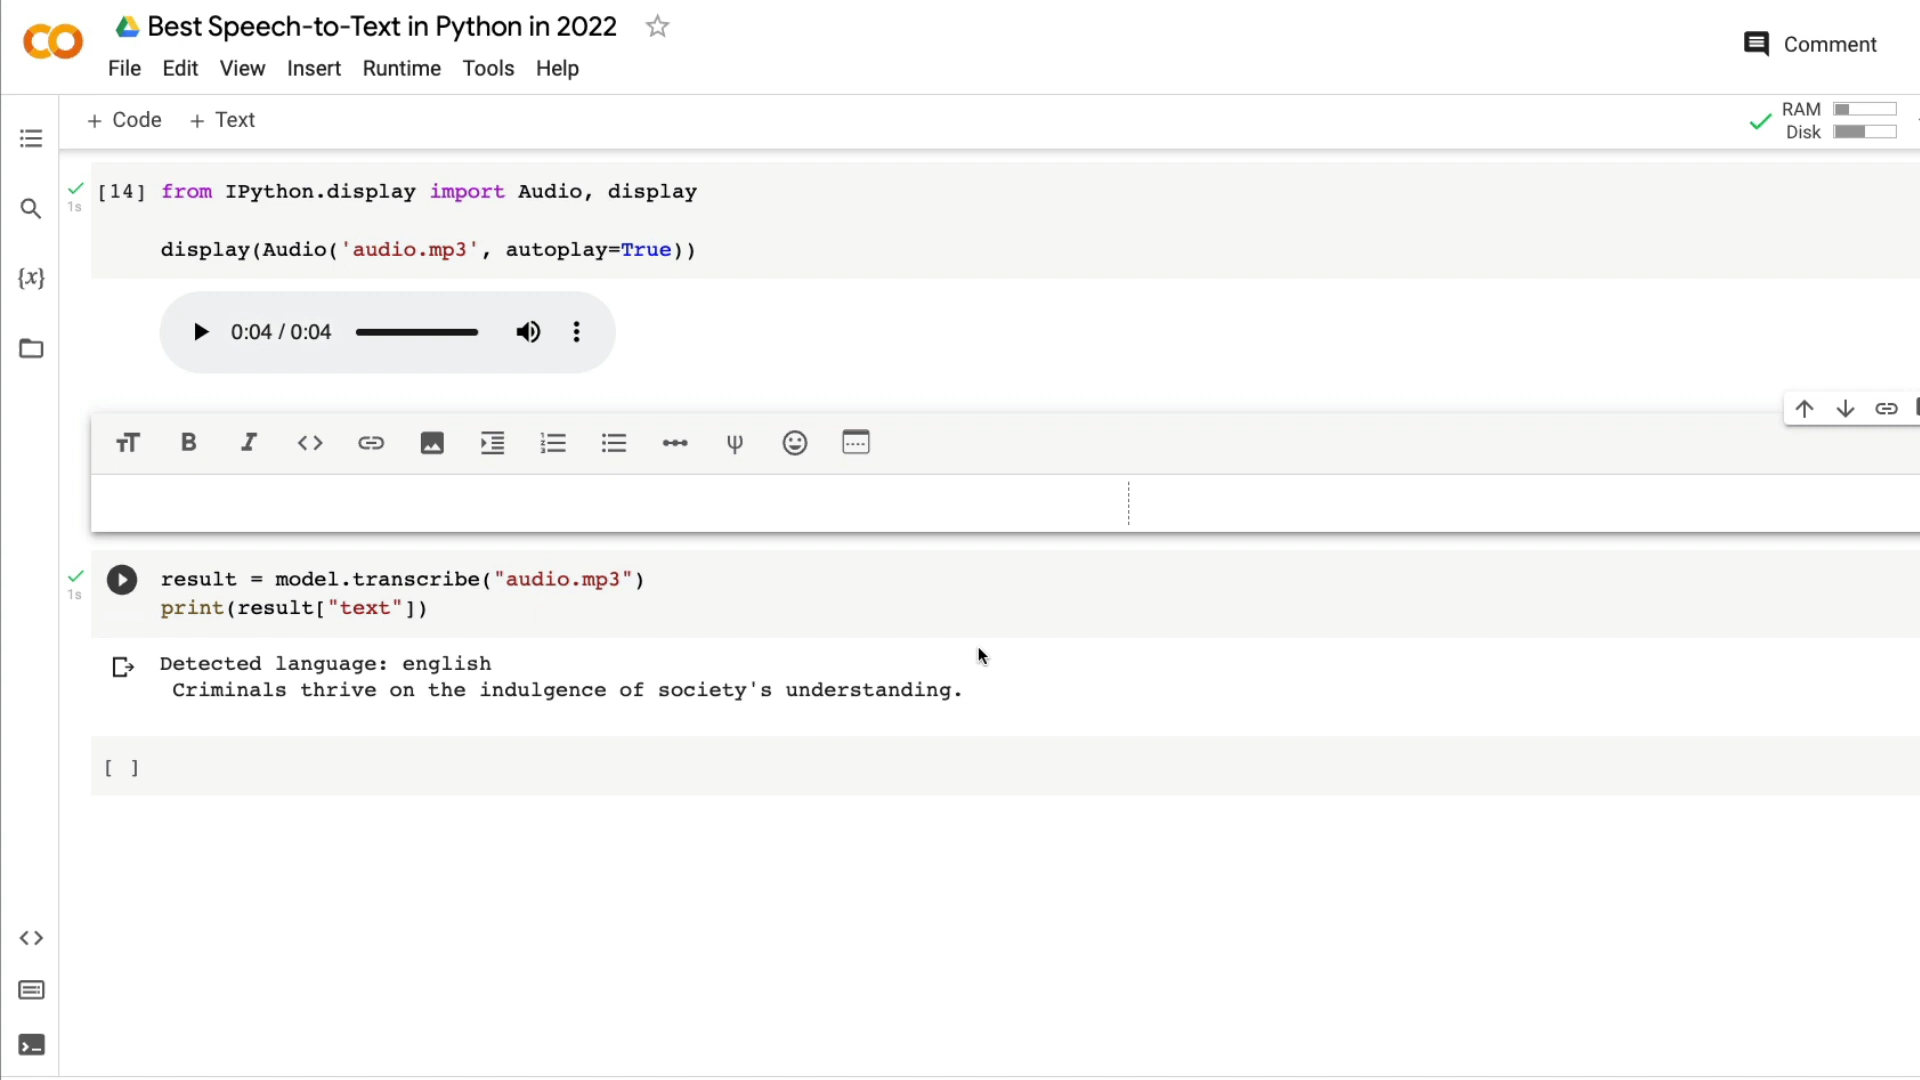 Best Speech-to-Text in Python in 2022
Comment
File Edit View Insert Runtime Tools Help
+ Code + Text
RAM
Disk
[14] from IPython.display import Audio, display
1s
display(Audio('audio.mp3', autoplay=True))
{x}
0:04 / 0:04
result = model.transcribe("audio.mp3")
1s
print(result["text"])
Detected language: english
Criminals thrive on the indulgence of society's understanding.
[ ]